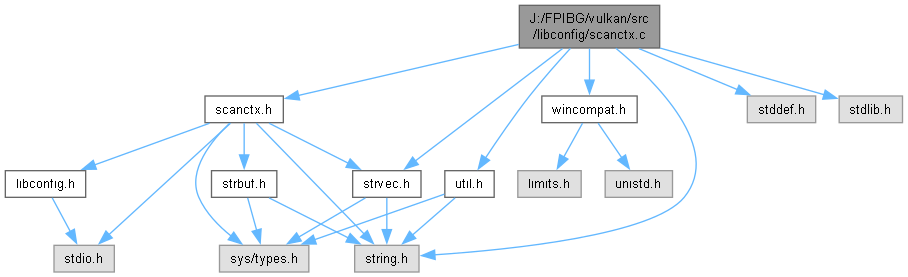 J:/FPIBG/vulkan/src
/libconfig/scanctx.c
scanctx.h
wincompat.h
stddef.h
stdlib.h
libconfig.h
strbuf.h
strvec.h
util.h
limits.h
unistd.h
stdio.h
sys/types.h
string.h